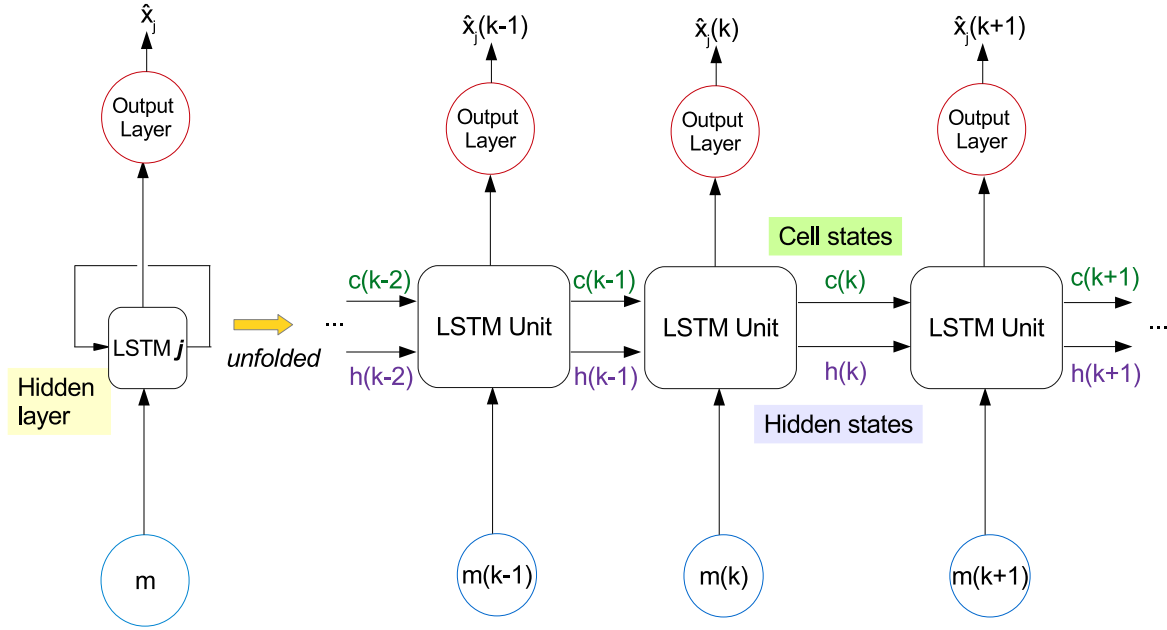 x̂ⱼ
x̂ⱼ(k-1)
x̂ⱼ(k)
x̂ⱼ(k+1)
Output
Layer
Output
Layer
Output
Layer
Output
Layer
Cell states
c(k-2)
c(k-1)
c(k)
c(k+1)
LSTM j
unfolded
...
LSTM Unit
LSTM Unit
LSTM Unit
...
h(k-2)
h(k-1)
h(k)
h(k+1)
Hidden
layer
Hidden states
m
m(k-1)
m(k)
m(k+1)